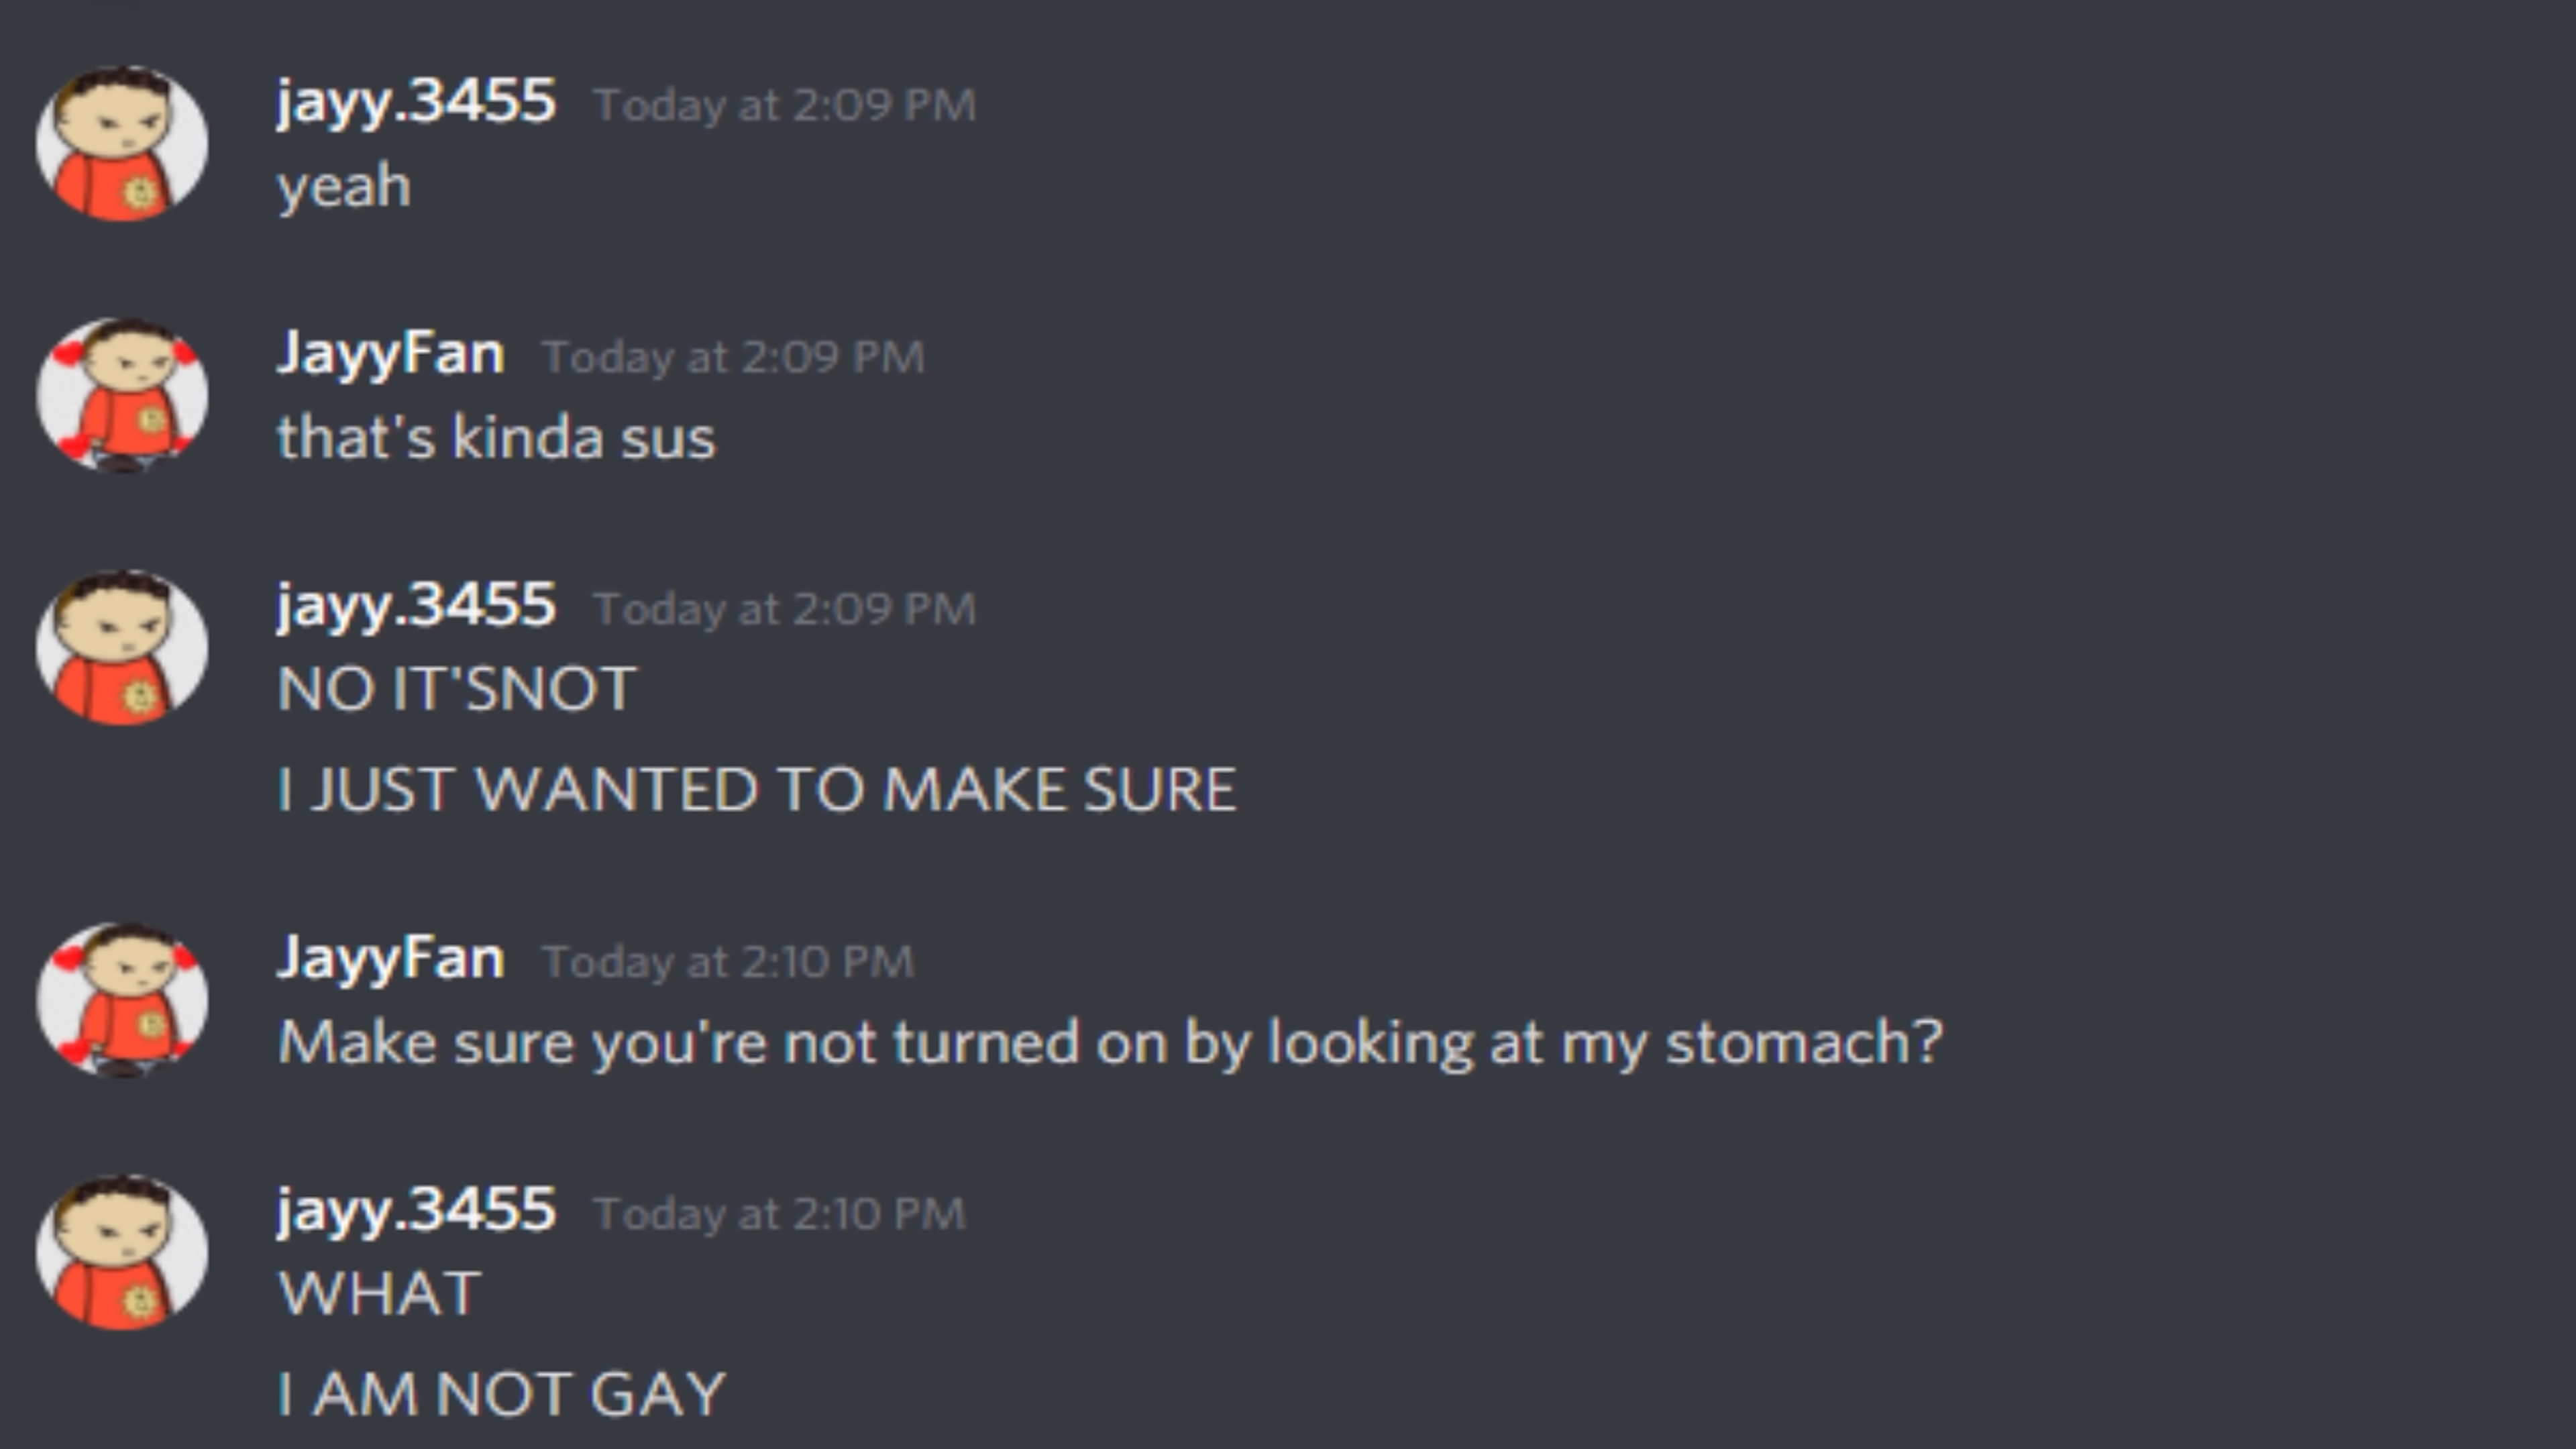 jayy.3455 Today at 2:09 PM
yeah
JayyFan Today at 2:09 PM
that's kinda sus
jayy.3455 Today at 2:09 PM
NO IT'SNOT
I JUST WANTED TO MAKE SURE
JayyFan Today at 2:10 PM
Make sure you're not turned on by looking at my stomach?
jayy.3455 Today at 2:10 PM
WHAT
I AM NOT GAY